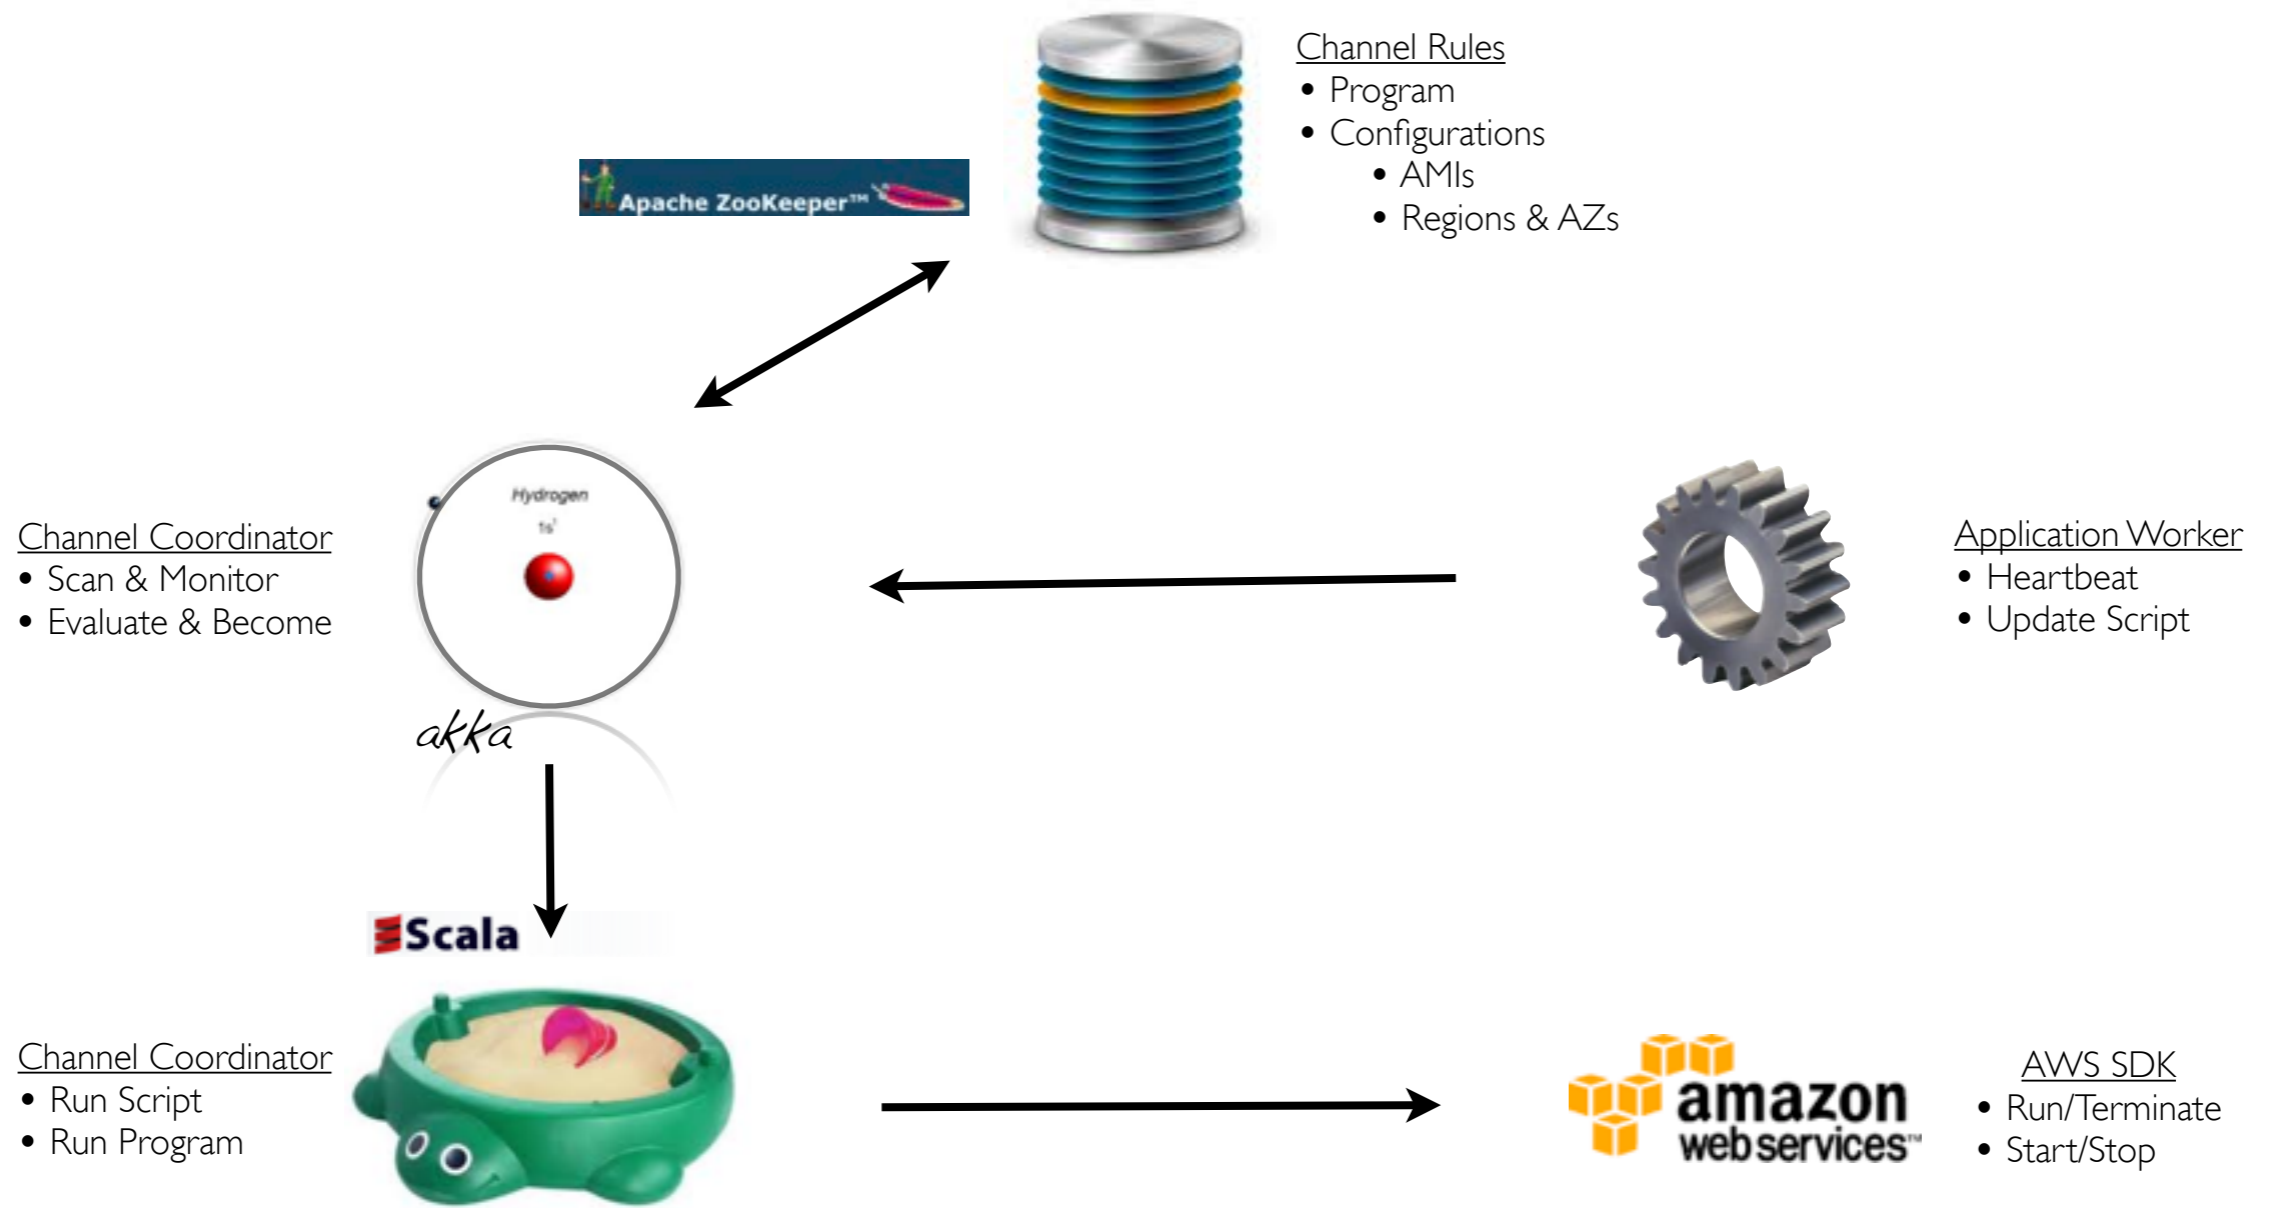 Channel Rules
• Program
• Configurations
• AMIs
• Regions & AZs
Apache ZooKeeper™
Hydrogen
1s¹
akka
Channel Coordinator
• Scan & Monitor
• Evaluate & Become
Application Worker
• Heartbeat
• Update Script
Scala
Channel Coordinator
• Run Script
• Run Program
amazon
webservices™
AWS SDK
• Run/Terminate
• Start/Stop